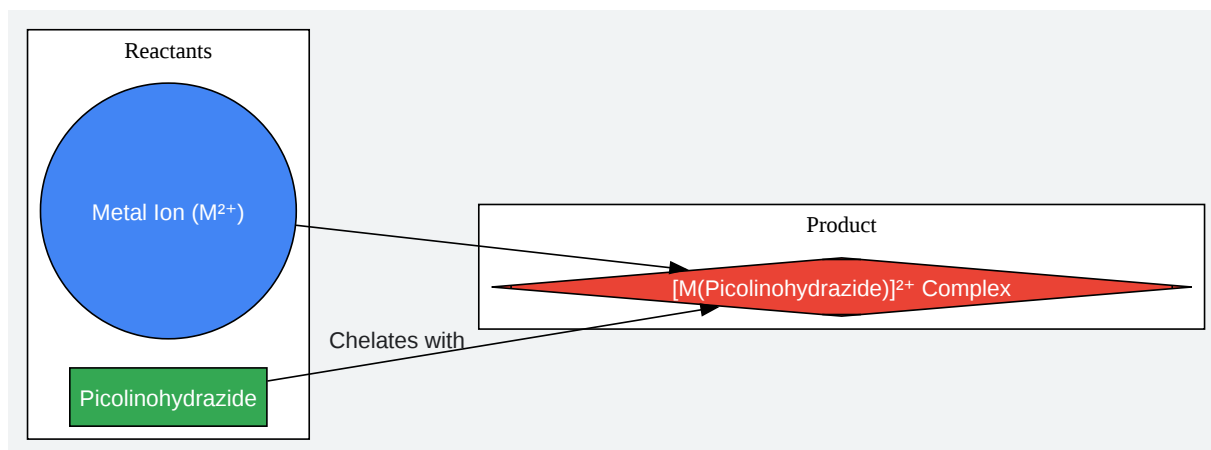 Reactants
Metal Ion (M²⁺)
Picolinohydrazide
Chelates with
Product
[M(Picolinohydrazide)]²⁺ Complex